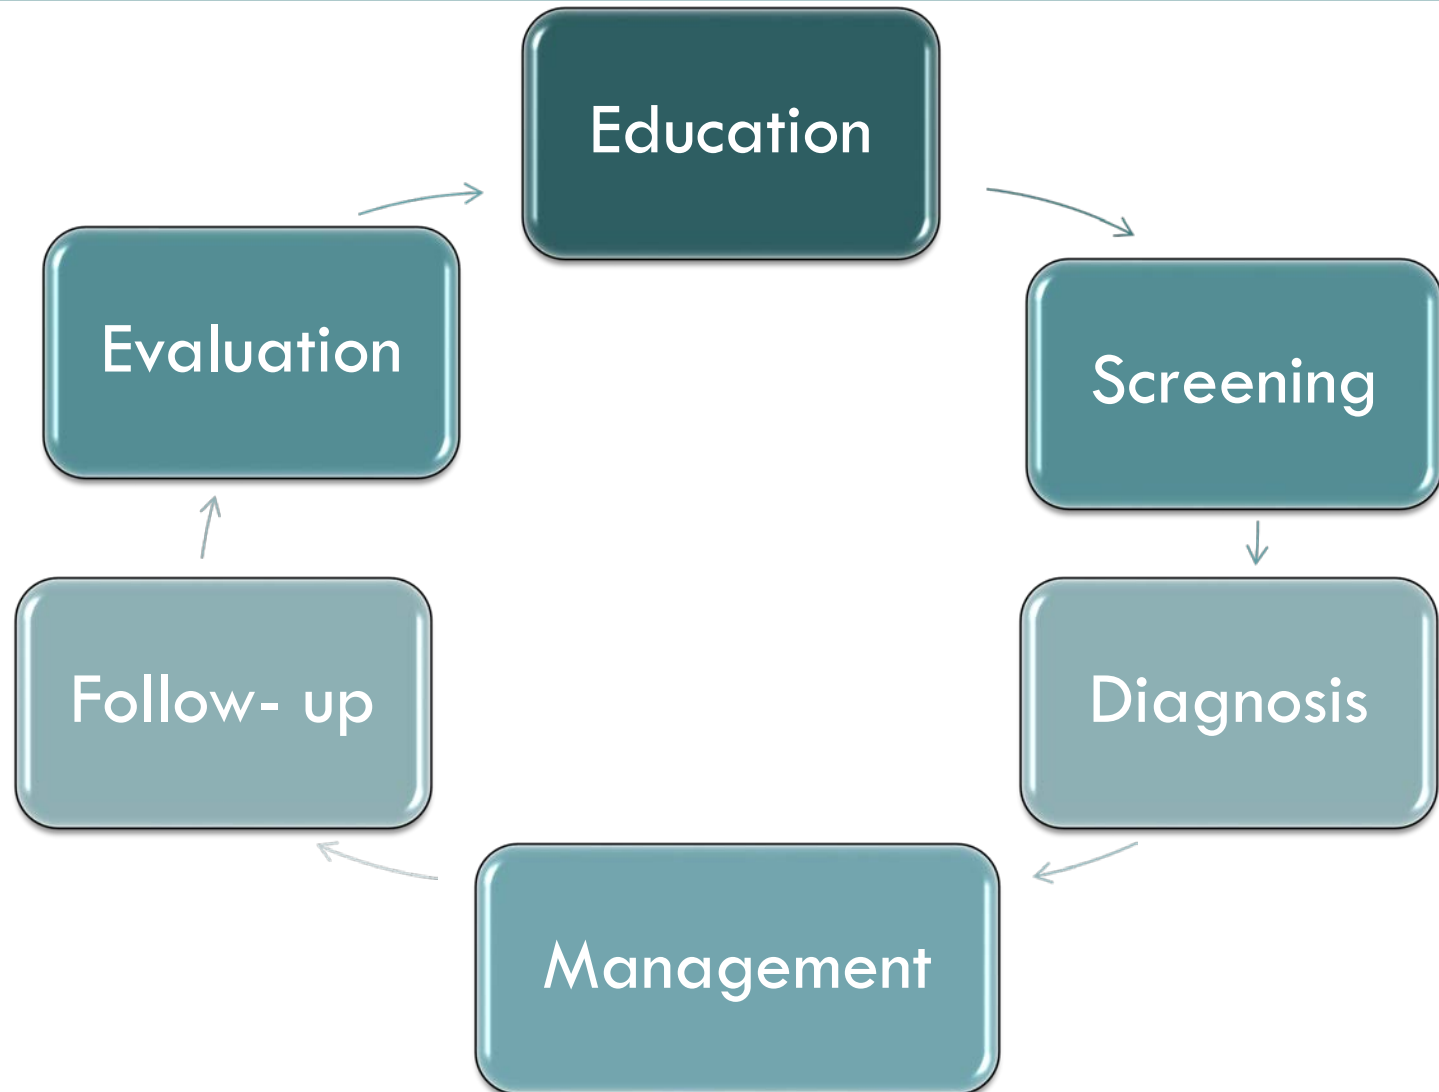 Education
Screening
Diagnosis
Management
Follow- up
Evaluation